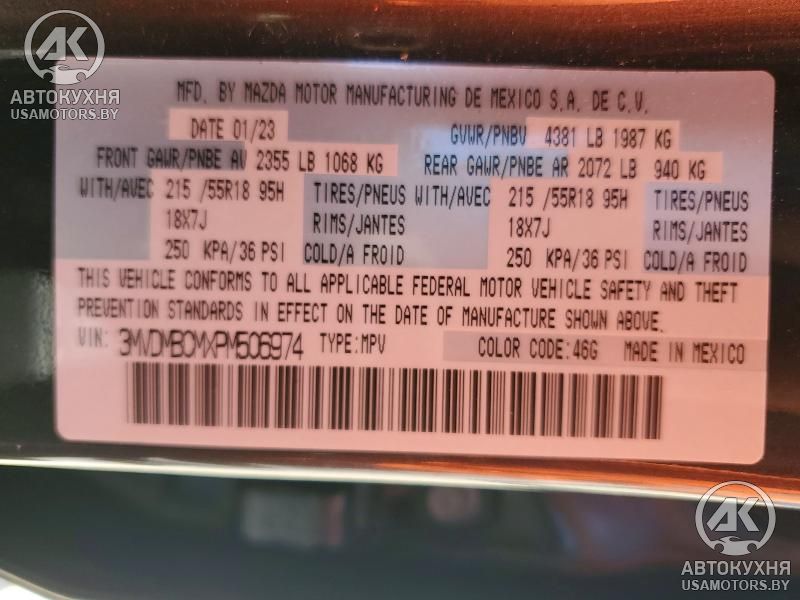 AK
АВТОКУХНЯ
USAMOTORS.BY
MFD. BY MAZDA MOTOR MANUFACTURING DE MEXICO S.A. DE C.V.
DATE 01/23 GVWR/PNBV 4381 LB 1987 KG
FRONT GAWR/PNBE AV 2355 LB 1068 KG REAR GAWR/PNBE AR 2072 LB 940 KG
WITH/AVEC 215 /55R18 95H TIRES/PNEUS WITH/AVEC 215 /55R18 95H TIRES/PNEUS
18X7J RIMS/JANTES 18X7J RIMS/JANTES
250 KPA/36 PSI COLD/A FROID 250 KPA/36 PSI COLD/A FROID
THIS VEHICLE CONFORMS TO ALL APPLICABLE FEDERAL MOTOR VEHICLE SAFETY AND THEFT
PREVENTION STANDARDS IN EFFECT ON THE DATE OF MANUFACTURE SHOWN ABOVE.
VIN: 3MVDMBCMXPM506974 TYPE:MPV COLOR CODE:46G MADE IN MEXICO
AK
АВТОКУХНЯ
USAMOTORS.BY